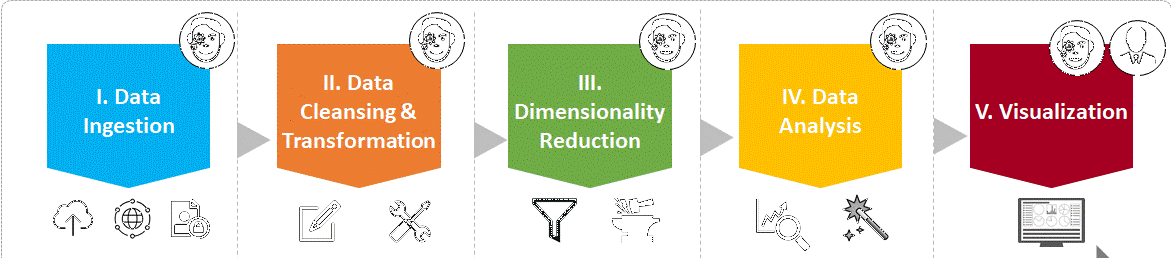 I. Data
Ingestion
II. Data
Cleansing &
Transformation
III.
Dimensionality
Reduction
IV. Data
Analysis
V. Visualization